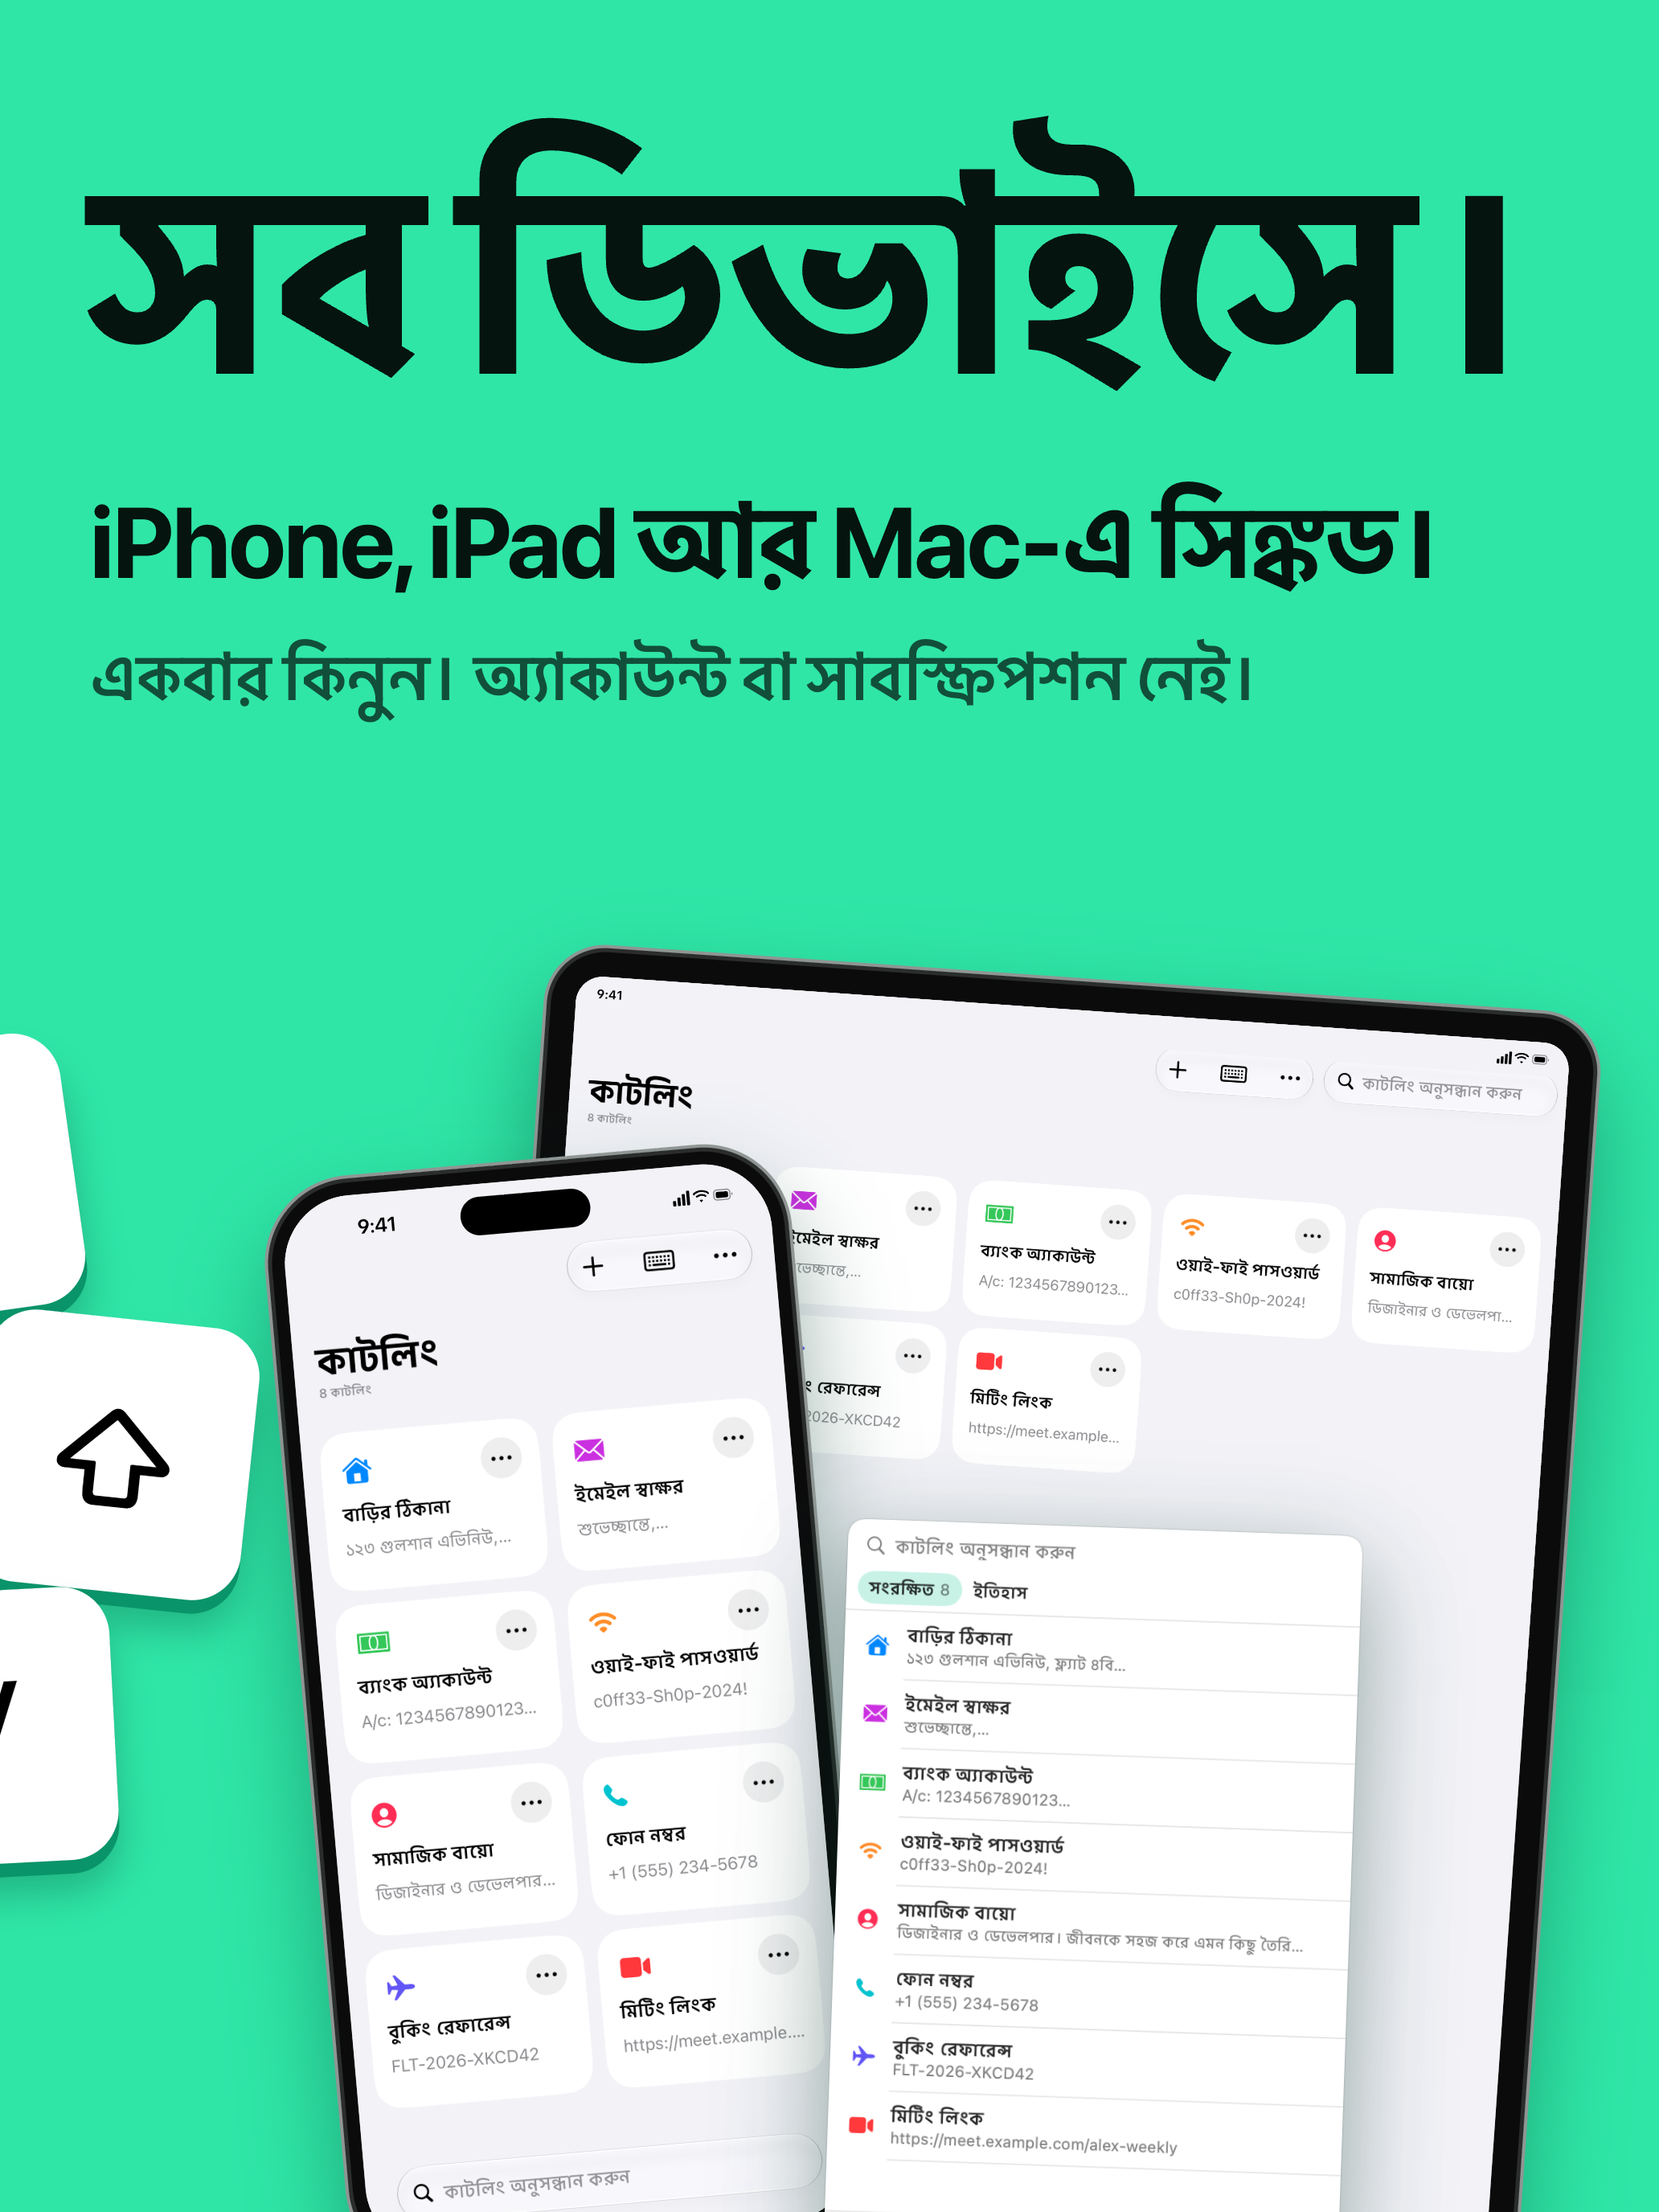 সব ডিভাইসে।
iPhone, iPad আর Mac-এ সিঙ্কড।
একবার কিনুন। অ্যাকাউন্ট বা সাবস্ক্রিপশন নেই।
9:41
কাটলিং
8 কাটলিং
কাটলিং অনুসন্ধান করুন
স্বাক্ষর
ব্যাংক অ্যাকাউন্ট
A/c: 1234567890123...
ওয়াই-ফাই পাসওয়ার্ড
c0ff33-Sh0p-2024!
সামাজিক বায়ো
ডিজাইনার ও ডেভেলপা...
রেফারেন্স
2026-XKCD42
মিটিং লিংক
https://meet.example...
9:41
কাটলিং
8 কাটলিং
বাড়ির ঠিকানা
১২৩ গুলশান এভিনিউ,...
ইমেইল স্বাক্ষর
শুভেচ্ছান্তে,...
ব্যাংক অ্যাকাউন্ট
A/c: 1234567890123...
ওয়াই-ফাই পাসওয়ার্ড
c0ff33-Sh0p-2024!
সামাজিক বায়ো
ডিজাইনার ও ডেভেলপার...
ফোন নম্বর
+1 (555) 234-5678
বুকিং রেফারেন্স
FLT-2026-XKCD42
মিটিং লিংক
https://meet.example....
কাটলিং অনুসন্ধান করুন
কাটলিং অনুসন্ধান করুন
সংরক্ষিত 8 ইতিহাস
বাড়ির ঠিকানা
১২৩ গুলশান এভিনিউ, ফ্ল্যাট ৪বি...
ইমেইল স্বাক্ষর
শুভেচ্ছান্তে,...
ব্যাংক অ্যাকাউন্ট
A/c: 1234567890123...
ওয়াই-ফাই পাসওয়ার্ড
c0ff33-Sh0p-2024!
সামাজিক বায়ো
ডিজাইনার ও ডেভেলপার। জীবনকে সহজ করে এমন কিছু তৈরি...
ফোন নম্বর
+1 (555) 234-5678
বুকিং রেফারেন্স
FLT-2026-XKCD42
মিটিং লিংক
https://meet.example.com/alex-weekly